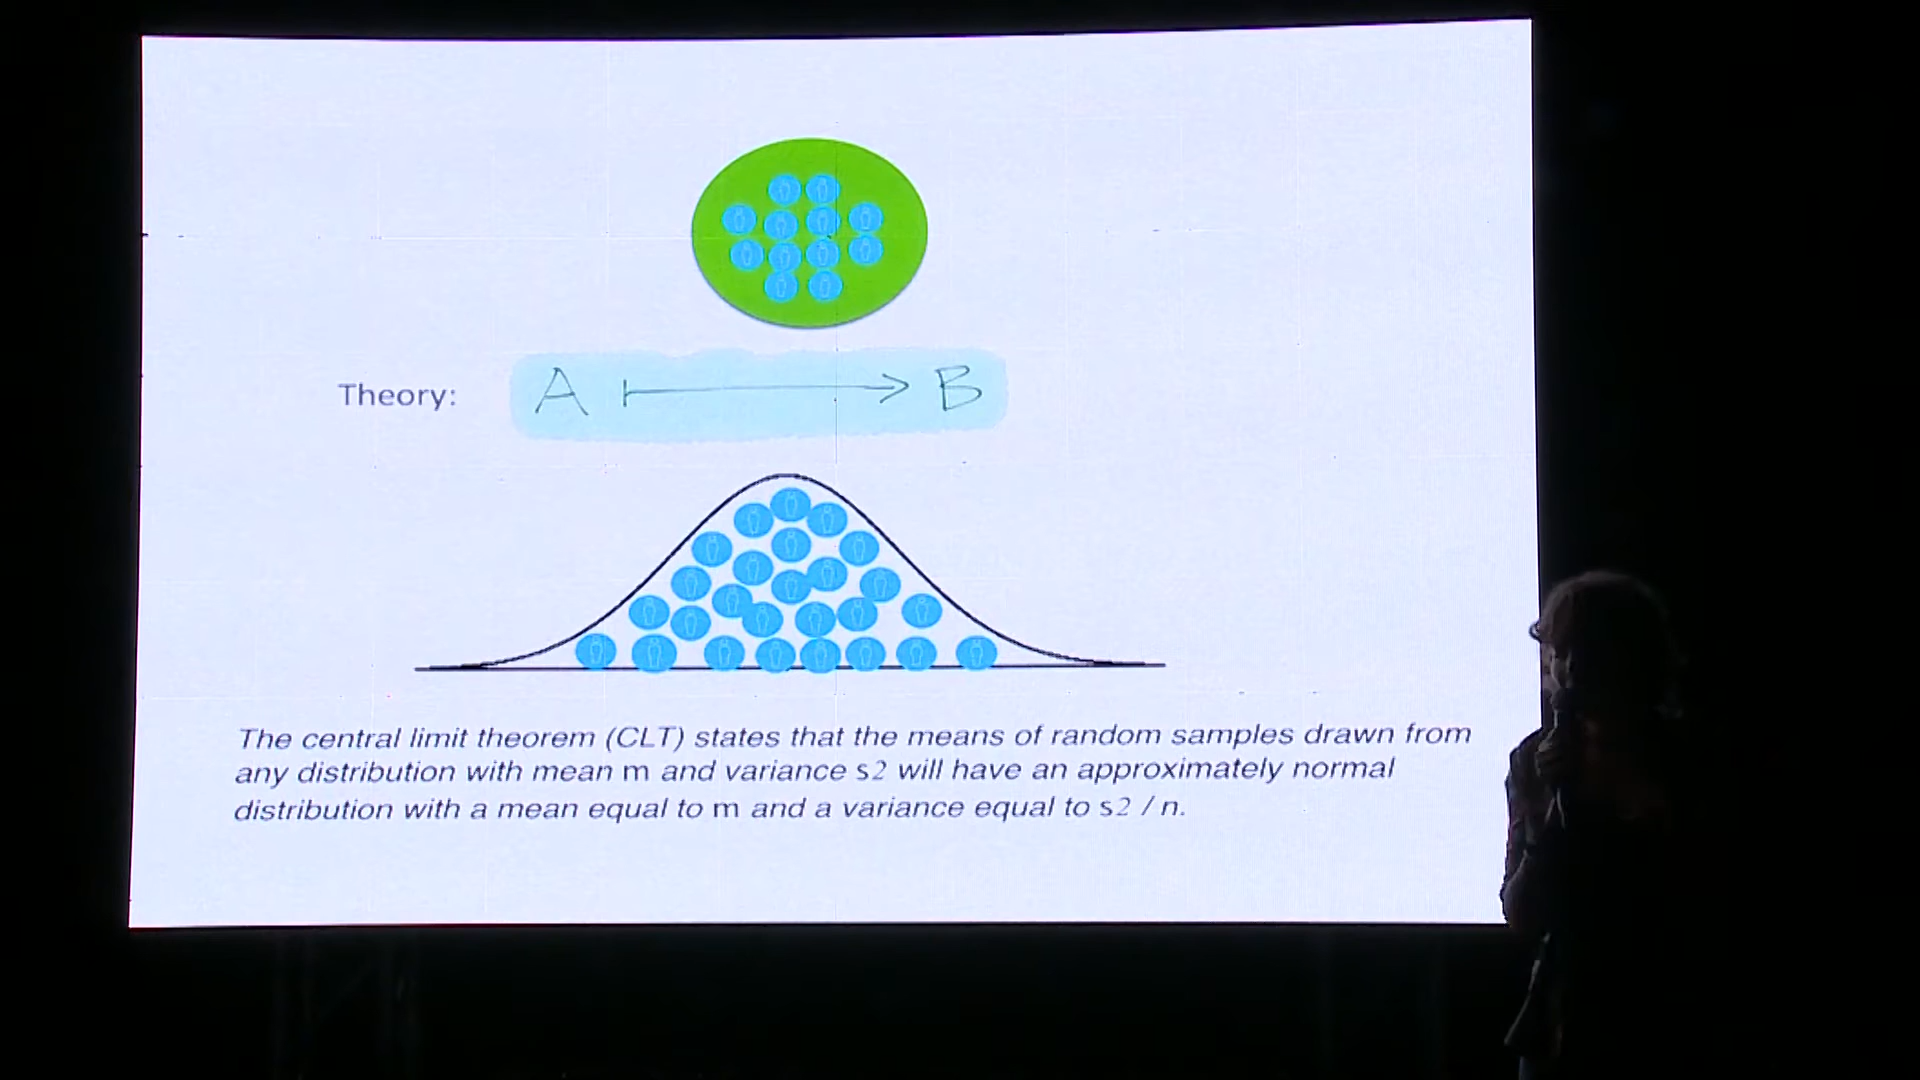 Theory: A B
The central limit theorem (CLT) states that the means of random samples drawn from
any distribution with mean m and variance s2 will have an approximately normal
distribution with a mean equal to m and a variance equal to s2 / n.